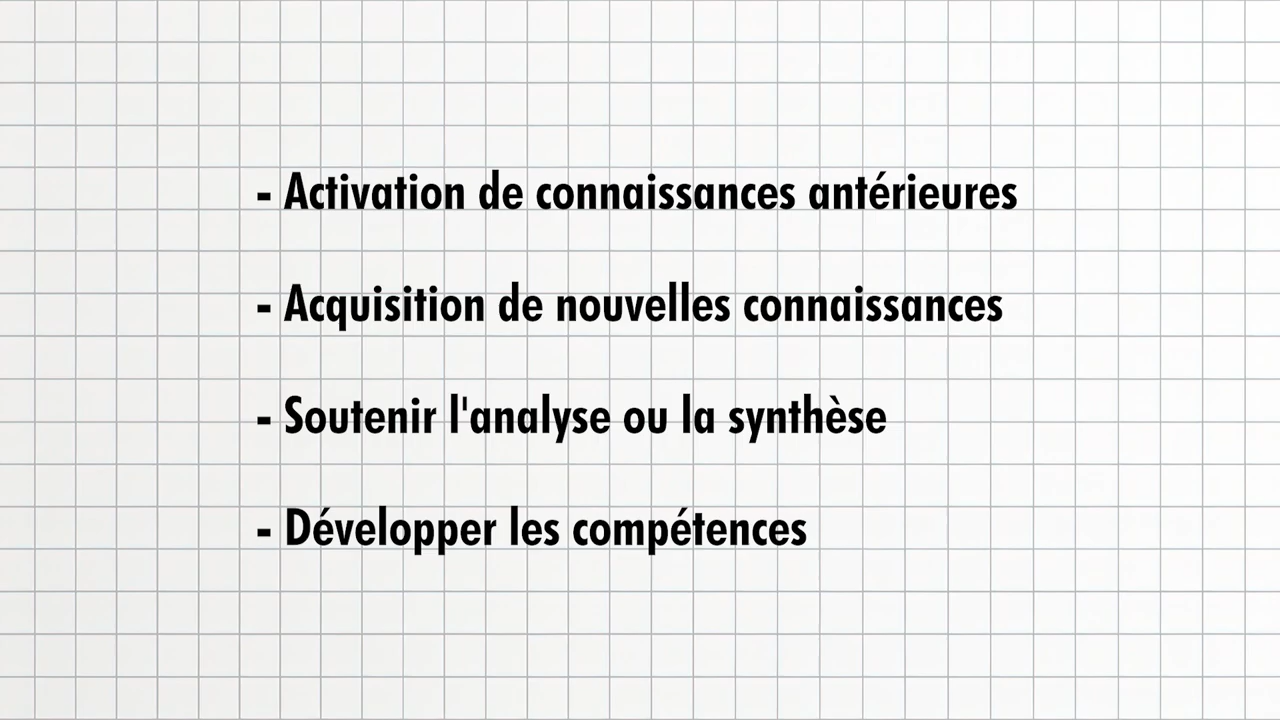 - Activation de connaissances antérieures
- Acquisition de nouvelles connaissances
- Soutenir l'analyse ou la synthèse
- Développer les compétences